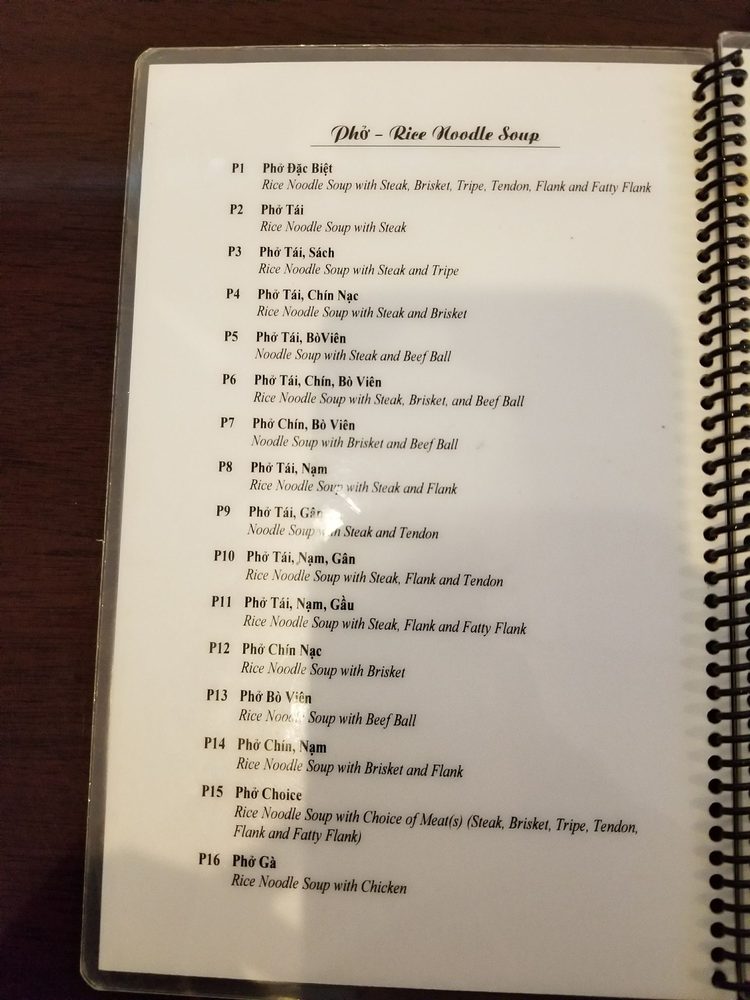 Phở - Rice Noodle Soup
P1 Phở Đặc Biệt
Rice Noodle Soup with Steak, Brisket, Tripe, Tendon, Flank and Fatty Flank
P2 Phở Tái
Rice Noodle Soup with Steak
P3 Phở Tái, Sách
Rice Noodle Soup with Steak and Tripe
P4 Phở Tái, Chín Nạc
Rice Noodle Soup with Steak and Brisket
P5 Phở Tái, BòViên
Noodle Soup with Steak and Beef Ball
P6 Phở Tái, Chín, Bò Viên
Rice Noodle Soup with Steak, Brisket, and Beef Ball
P7 Phở Chín, Bò Viên
Noodle Soup with Brisket and Beef Ball
P8 Phở Tái, Nạm
Rice Noodle Soup with Steak and Flank
P9 Phở Tái, Gân
Noodle Soup with Steak and Tendon
P10 Phở Tái, Nạm, Gân
Rice Noodle Soup with Steak, Flank and Tendon
P11 Phở Tái, Nạm, Gầu
Rice Noodle Soup with Steak, Flank and Fatty Flank
P12 Phở Chín Nạc
Rice Noodle Soup with Brisket
P13 Phở Bò Viên
Rice Noodle Soup with Beef Ball
P14 Phở Chín, Nạm
Rice Noodle Soup with Brisket and Flank
P15 Phở Choice
Rice Noodle Soup with Choice of Meat(s) (Steak, Brisket, Tripe, Tendon,
Flank and Fatty Flank)
P16 Phở Gà
Rice Noodle Soup with Chicken